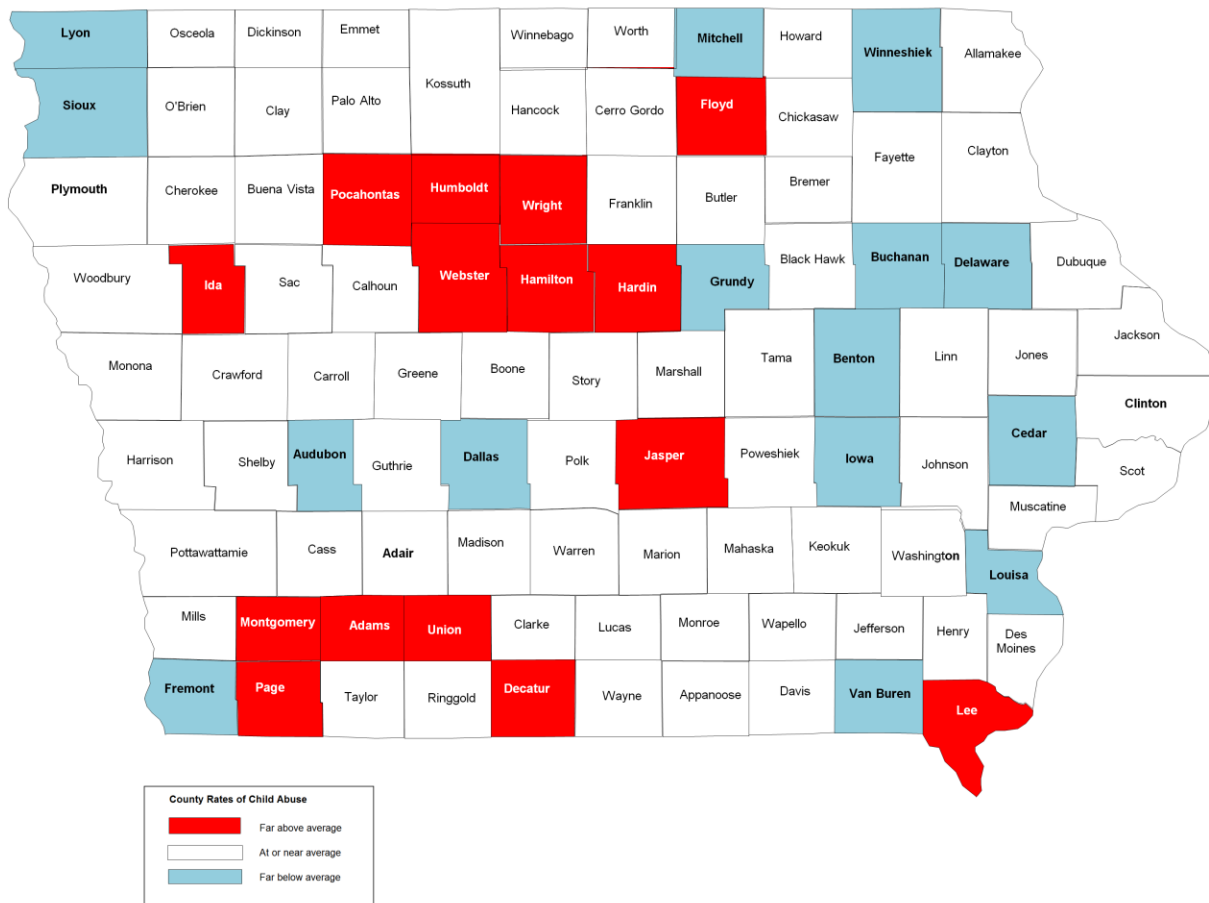 Lyon
Osceola
Dickinson
Emmet
Winnebago
Worth
Mitchell
Howard
Winneshiek
Allamakee
Sioux
O'Brien
Clay
Palo Alto
Kossuth
Hancock
Cerro Gordo
Floyd
Chickasaw
Fayette
Clayton
Plymouth
Cherokee
Buena Vista
Pocahontas
Humboldt
Wright
Franklin
Butler
Bremer
Woodbury
Ida
Sac
Calhoun
Webster
Hamilton
Hardin
Grundy
Black Hawk
Buchanan
Delaware
Dubuque
Monona
Crawford
Carroll
Greene
Boone
Story
Marshall
Tama
Benton
Linn
Jones
Jackson
Clinton
Harrison
Shelby
Audubon
Guthrie
Dallas
Polk
Jasper
Poweshiek
Iowa
Johnson
Cedar
Scot
Muscatine
Pottawattamie
Cass
Adair
Madison
Warren
Marion
Mahaska
Keokuk
Washington
Louisa
Mills
Montgomery
Adams
Union
Clarke
Lucas
Monroe
Wapello
Jefferson
Henry
Des
Moines
Fremont
Page
Taylor
Ringgold
Decatur
Wayne
Appanoose
Davis
Van Buren
Lee
County Rates of Child Abuse
Far above average
At or near average
Far below average